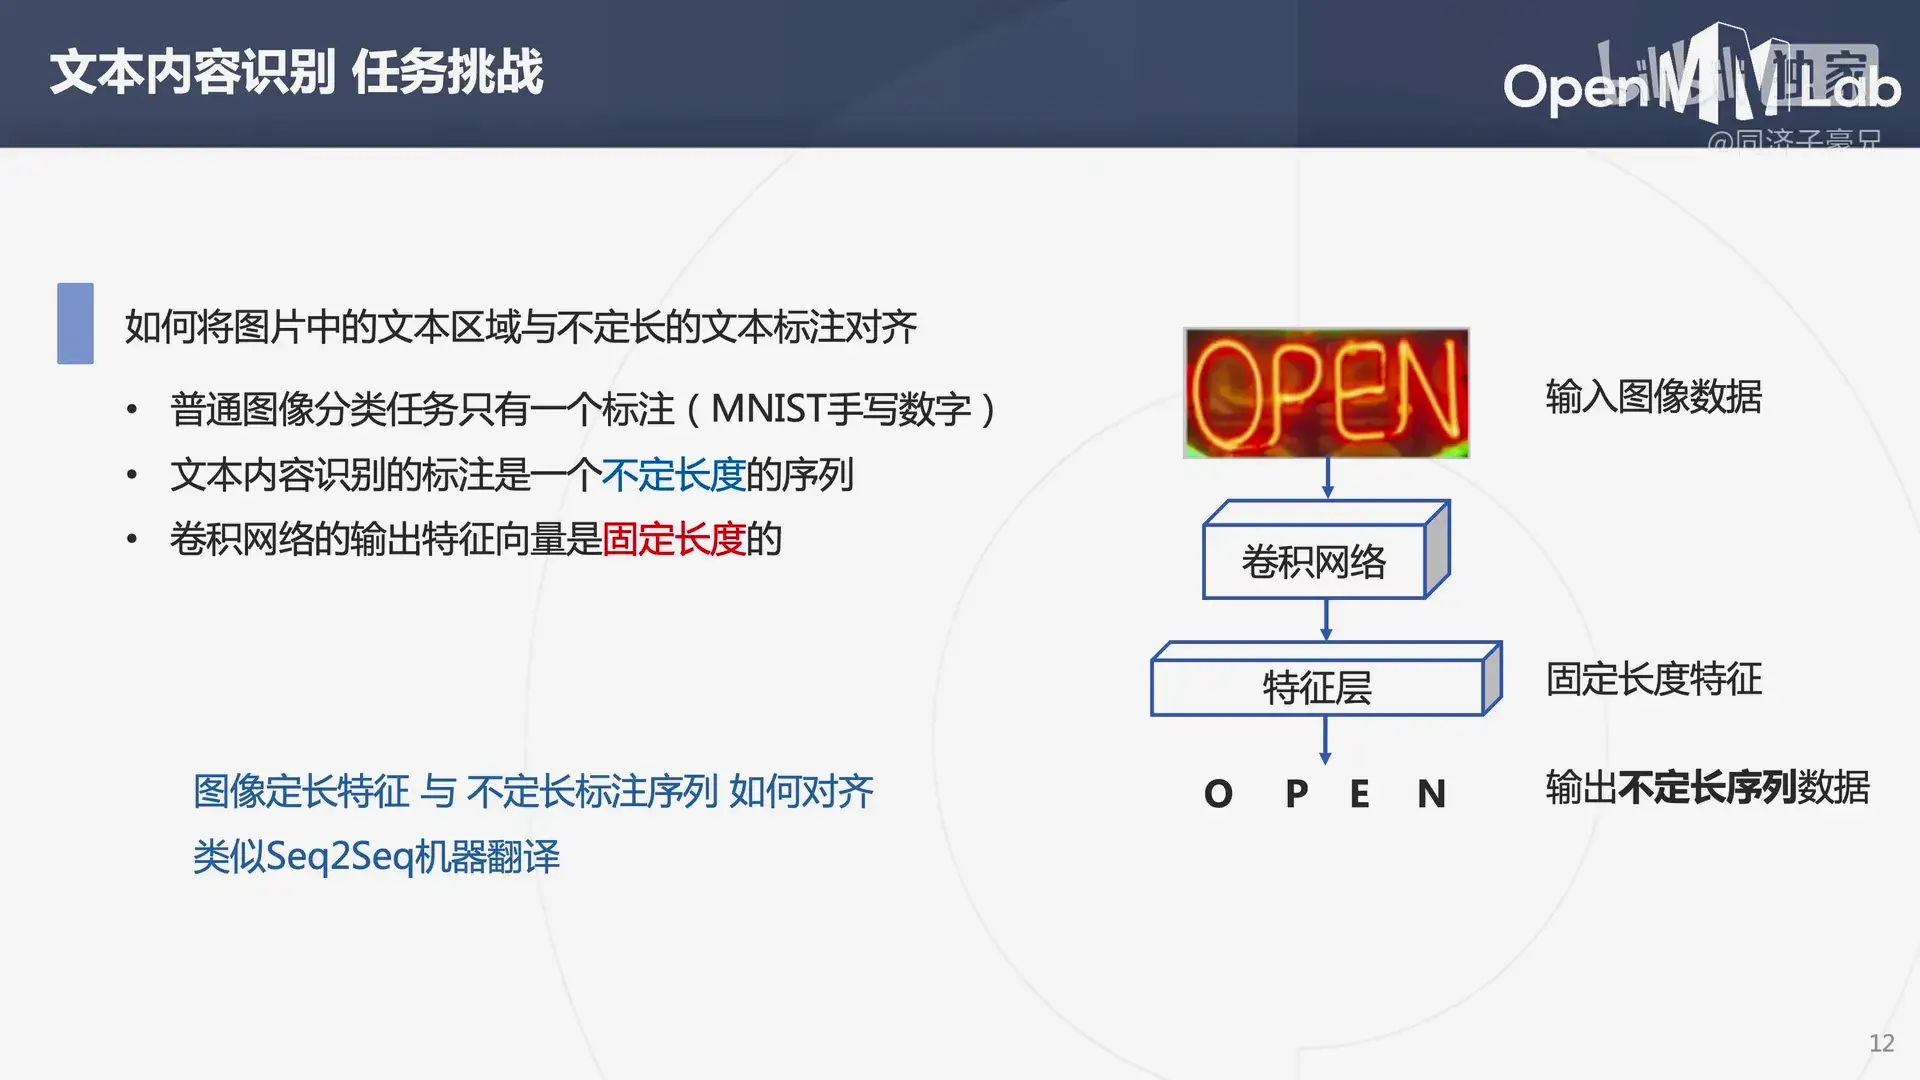 文本内容识别 任务挑战
OpenMMLab
bilibili 独家
@同济子豪兄
如何将图片中的文本区域与不定长的文本标注对齐
• 普通图像分类任务只有一个标注（MNIST手写数字）
• 文本内容识别的标注是一个不定长度的序列
• 卷积网络的输出特征向量是固定长度的
图像定长特征 与 不定长标注序列 如何对齐
类似Seq2Seq机器翻译
OPEN
输入图像数据
卷积网络
特征层
固定长度特征
O P E N
输出不定长序列数据
12